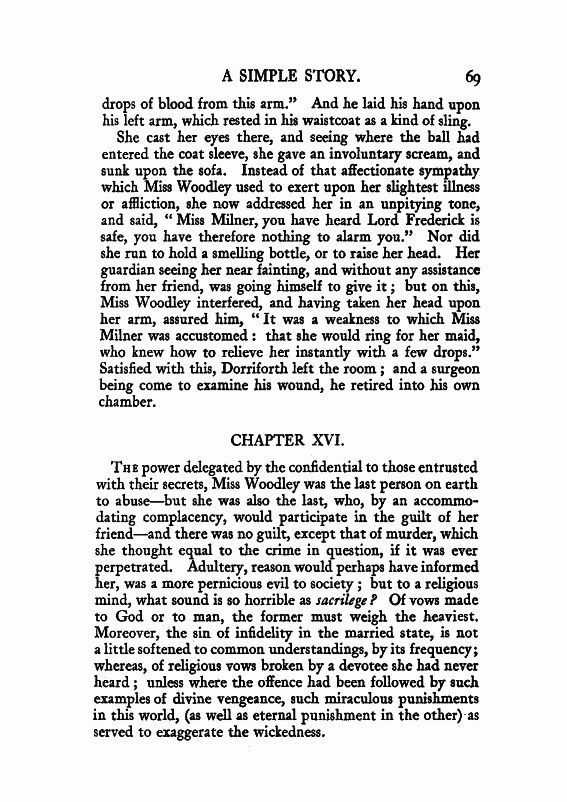 A SIMPLE STORY. 69
drops of blood from this arm.” And he laid his hand upon
his left arm, which rested in his waistcoat as a kind of sling.
She cast her eyes there, and seeing where the ball had
entered the coat sleeve, she gave an involuntary scream, and
sunk upon the sofa. Instead of that affectionate sympathy
which Miss Woodley used to exert upon her slightest illness
or affliction, she now addressed her in an unpitying tone,
and said, “ Miss Milner, you have heard Lord Frederick is
safe, you have therefore nothing to alarm you.” Nor did
she run to hold a smelling bottle, or to raise her head. Her
guardian seeing her near fainting, and without any assistance
from her friend, was going himself to give it ; but on this,
Miss Woodley interfered, and having taken her head upon
her arm, assured him, “ It was a weakness to which Miss
Milner was accustomed : that she would ring for her maid,
who knew how to relieve her instantly with a few drops.”
Satisfied with this, Dorriforth left the room ; and a surgeon
being come to examine his wound, he retired into his own
chamber.
CHAPTER XVI.
THE power delegated by the confidential to those entrusted
with their secrets, Miss Woodley was the last person on earth
to abuse—but she was also the last, who, by an accommo-
dating complacency, would participate in the guilt of her
friend—and there was no guilt, except that of murder, which
she thought equal to the crime in question, if it was ever
perpetrated. Adultery, reason would perhaps have informed
her, was a more pernicious evil to society ; but to a religious
mind, what sound is so horrible as sacrilege ? Of vows made
to God or to man, the former must weigh the heaviest.
Moreover, the sin of infidelity in the married state, is not
a little softened to common understandings, by its frequency;
whereas, of religious vows broken by a devotee she had never
heard ; unless where the offence had been followed by such
examples of divine vengeance, such miraculous punishments
in this world, (as well as eternal punishment in the other) as
served to exaggerate the wickedness.